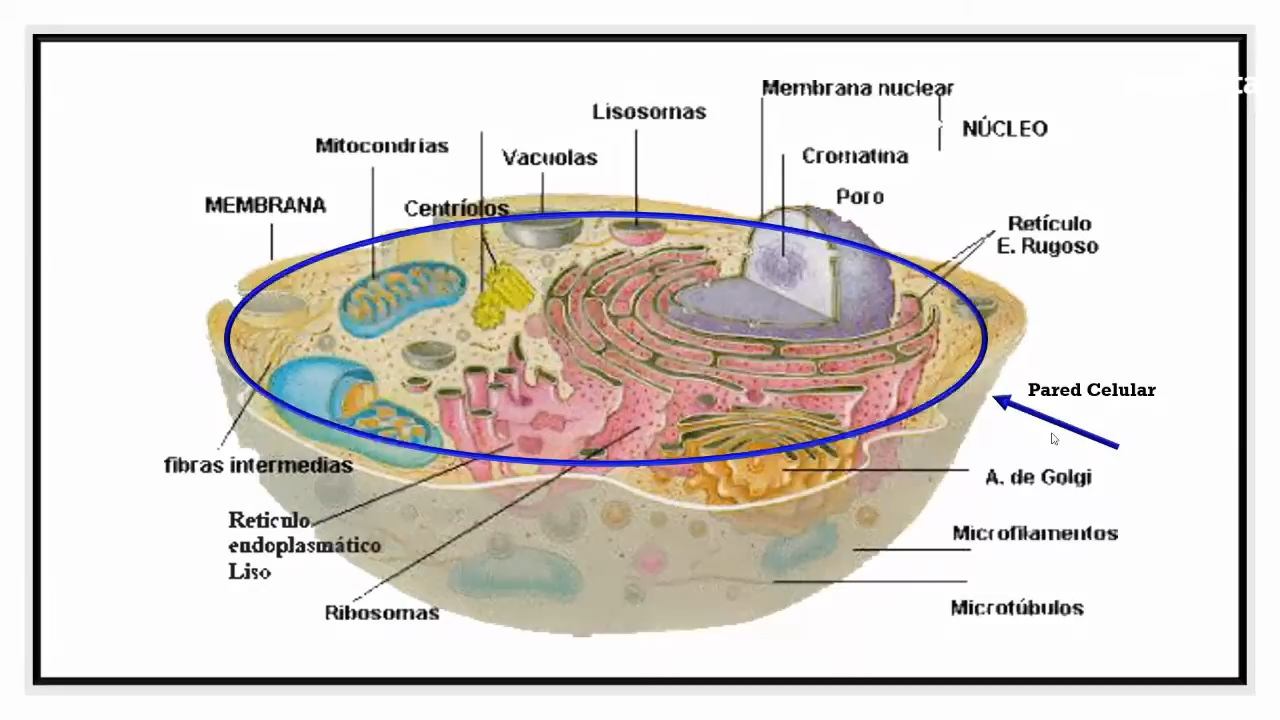 Membrana nuclear
Lisosomas
NÚCLEO
Mitocondrias
Vacuolas
Cromatina
MEMBRANA
Centríolos
Poro
Retículo
E. Rugoso
Pared Celular
fibras intermedias
A. de Golgi
Reticulo
endoplasmático
Liso
Microfilamentos
Ribosomas
Microtúbulos